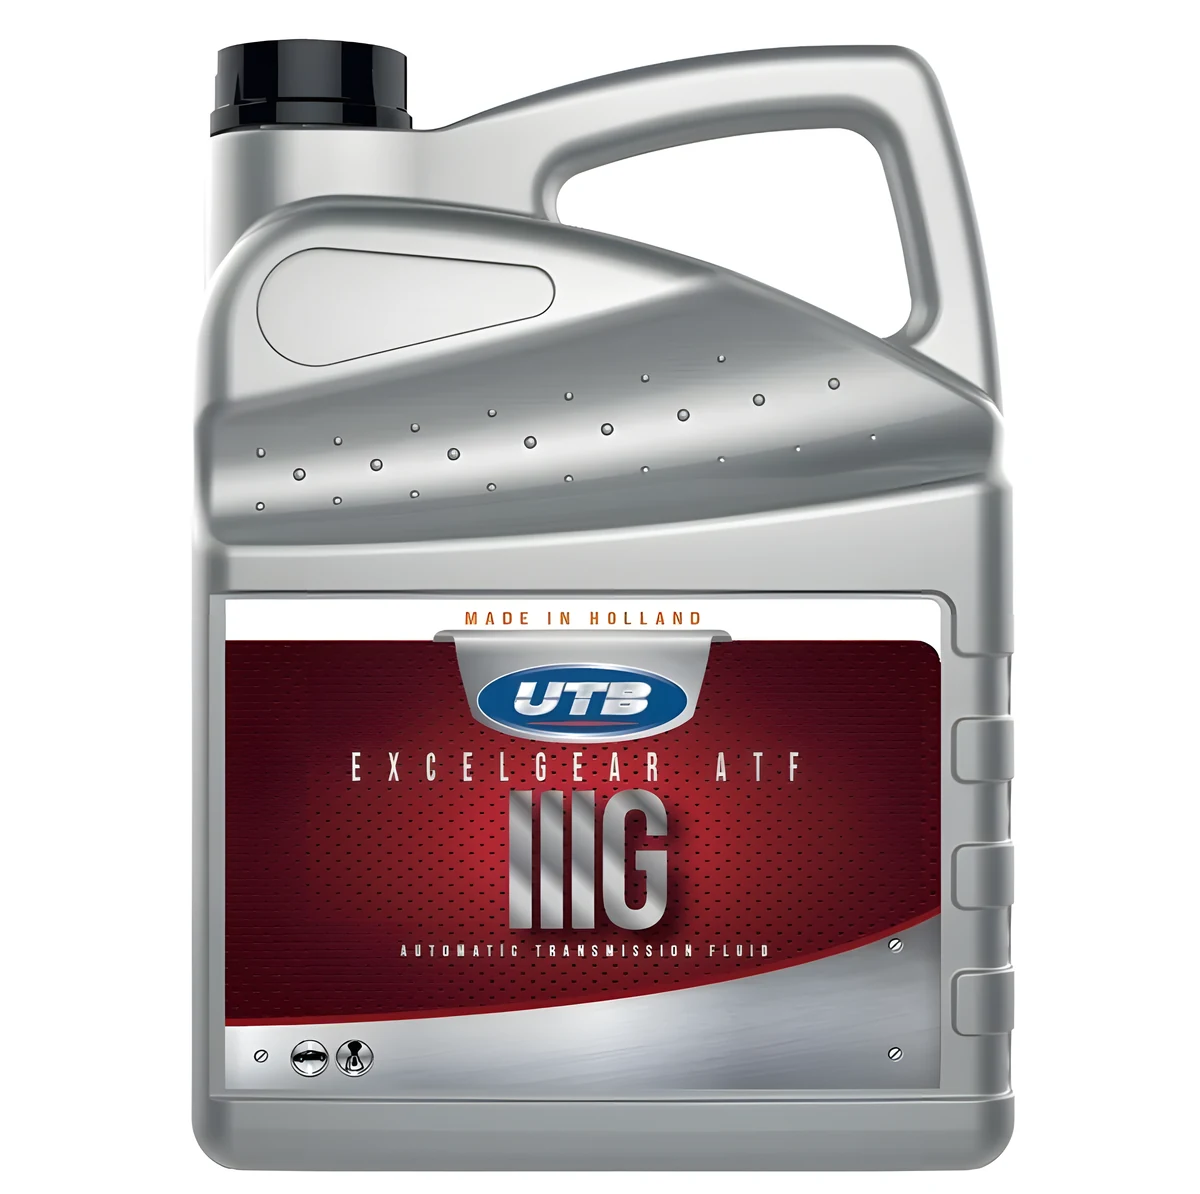 MADE IN HOLLAND
UTB
EXCELGEAR ATF
IIIG
AUTOMATIC TRANSMISSION FLUID